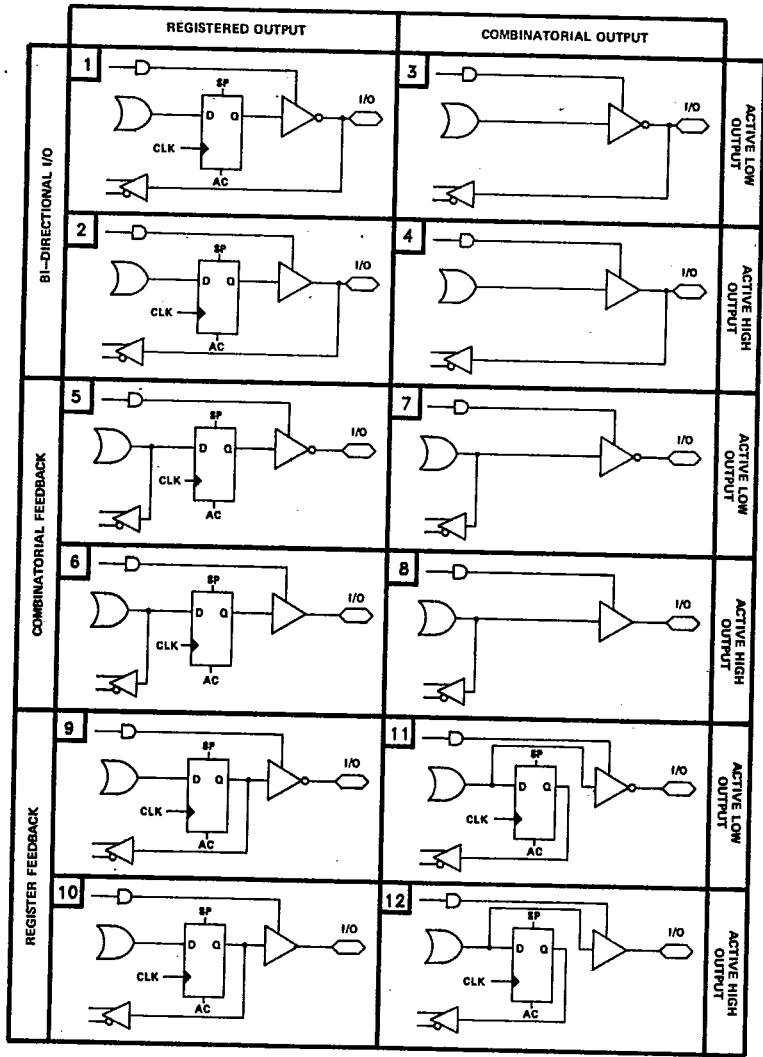 REGISTERED OUTPUT
COMBINATORIAL OUTPUT
BI-DIRECTIONAL I/O
1
SP
D Q
CLK
AC
I/O
3
I/O
ACTIVE LOW
OUTPUT
2
SP
D Q
CLK
AC
I/O
4
I/O
ACTIVE HIGH
OUTPUT
COMBINATORIAL FEEDBACK
5
SP
D Q
CLK
AC
I/O
7
I/O
ACTIVE LOW
OUTPUT
6
SP
D Q
CLK
AC
I/O
8
I/O
ACTIVE HIGH
OUTPUT
REGISTER FEEDBACK
9
SP
D Q
CLK
AC
I/O
11
SP
D Q
CLK
AC
I/O
ACTIVE LOW
OUTPUT
10
SP
D Q
CLK
AC
I/O
12
SP
D Q
CLK
AC
I/O
ACTIVE HIGH
OUTPUT